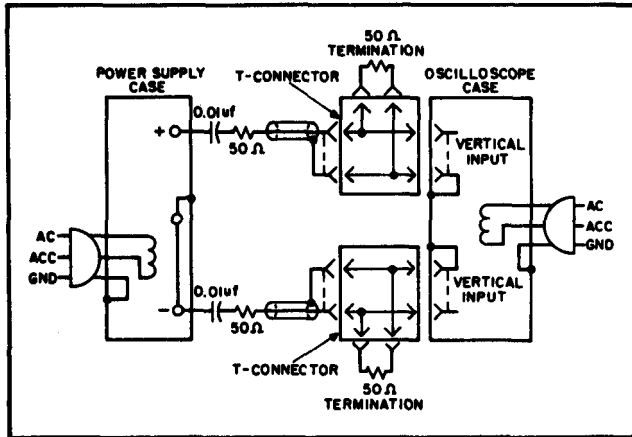 50 Ω
TERMINATION
T-CONNECTOR
POWER SUPPLY
CASE
OSCILLOSCOPE
CASE
+
0.01uf
50 Ω
VERTICAL
INPUT
AC
ACC
GND
AC
ACC
GND
-
0.01uf
50Ω
VERTICAL
INPUT
T-CONNECTOR
50 Ω
TERMINATION